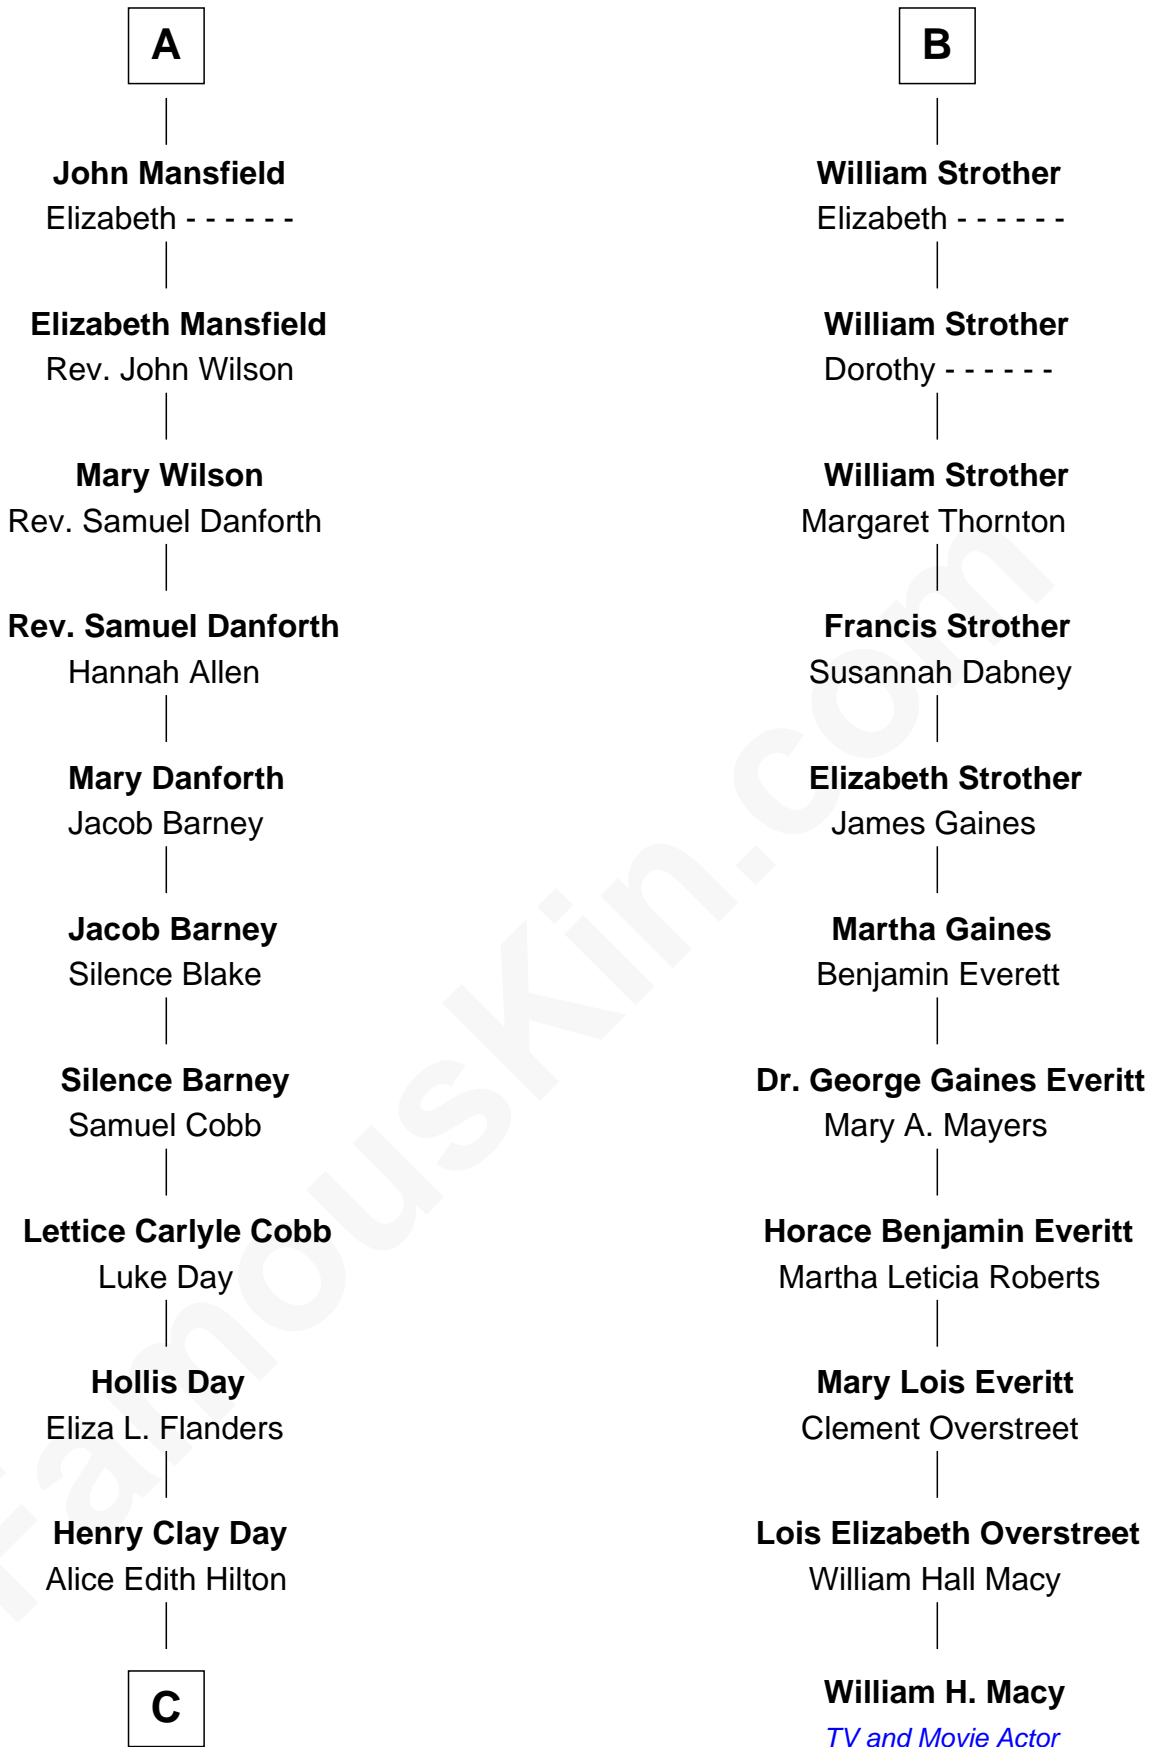 A
John Mansfield
Elizabeth - - - - - -
Elizabeth Mansfield
Rev. John Wilson
Mary Wilson
Rev. Samuel Danforth
Rev. Samuel Danforth
Hannah Allen
Mary Danforth
Jacob Barney
Jacob Barney
Silence Blake
Silence Barney
Samuel Cobb
Lettice Carlyle Cobb
Luke Day
Hollis Day
Eliza L. Flanders
Henry Clay Day
Alice Edith Hilton
C
B
William Strother
Elizabeth - - - - - -
William Strother
Dorothy - - - - - -
William Strother
Margaret Thornton
Francis Strother
Susannah Dabney
Elizabeth Strother
James Gaines
Martha Gaines
Benjamin Everett
Dr. George Gaines Everitt
Mary A. Mayers
Horace Benjamin Everitt
Martha Leticia Roberts
Mary Lois Everitt
Clement Overstreet
Lois Elizabeth Overstreet
William Hall Macy
William H. Macy
TV and Movie Actor
FamousKin.com